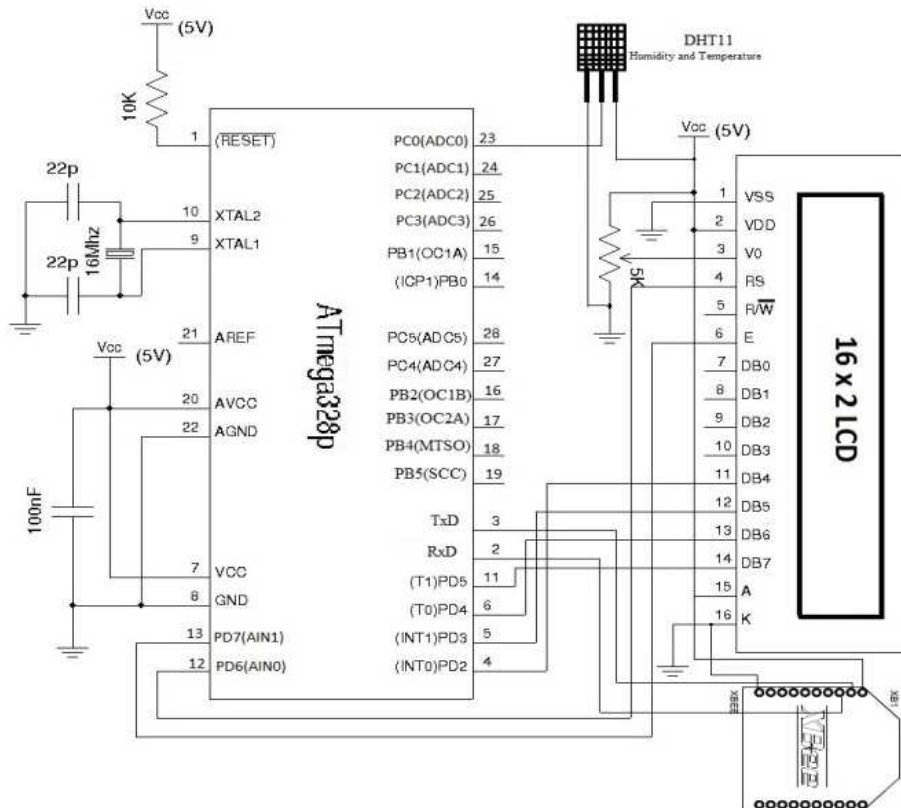 Vcc
(5V)
10K
1 (RESET)
22p
10 XTAL2
16Mhz
9 XTAL1
22p
21 AREF
Vcc (5V)
20 AVCC
22 AGND
100nF
7 VCC
8 GND
13 PD7(AIN1)
12 PD6(AIN0)
ATmega328p
PC0(ADC0) 23
PC1(ADC1) 24
PC2(ADC2) 25
PC3(ADC3) 26
PB1(OC1A) 15
(ICP1)PB0 14
PC5(ADC5) 28
PC4(ADC4) 27
PB2(OC1B) 16
PB3(OC2A) 17
PB4(MTSO) 18
PB5(SCC) 19
TxD 3
RxD 2
(T1)PD5 11
(T0)PD4 6
(INT1)PD3 5
(INT0)PD2 4
DHT11
Humidity and Temperature
Vcc (5V)
5K
1 VSS
2 VDD
3 V0
4 RS
5 R/W
6 E
7 DB0
8 DB1
9 DB2
10 DB3
11 DB4
12 DB5
13 DB6
14 DB7
15 A
16 K
16 x 2 LCD
XBEE
XBee
XB1